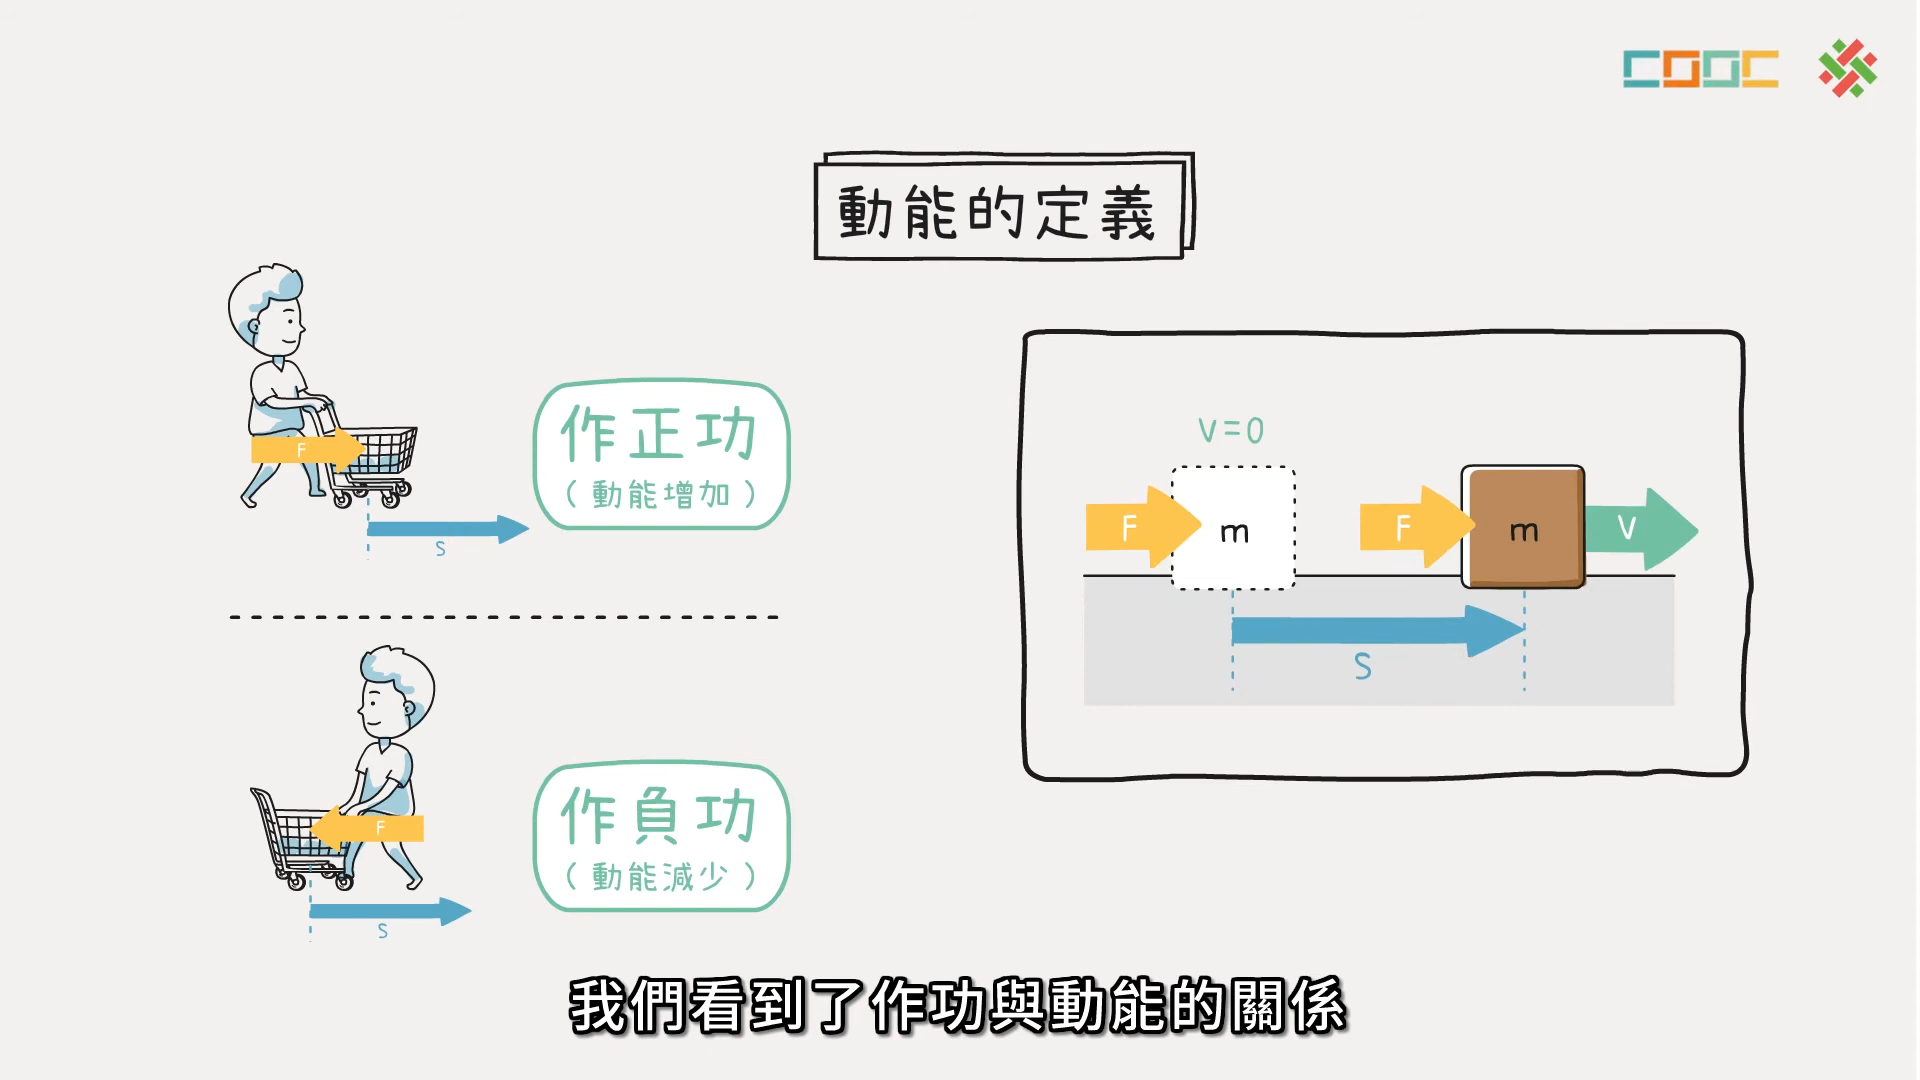 COOC
動能的定義
F
S
作正功
(動能增加)
F
S
作負功
(動能減少)
V=0
F
m
F
m
V
S
我們看到了作功與動能的關係